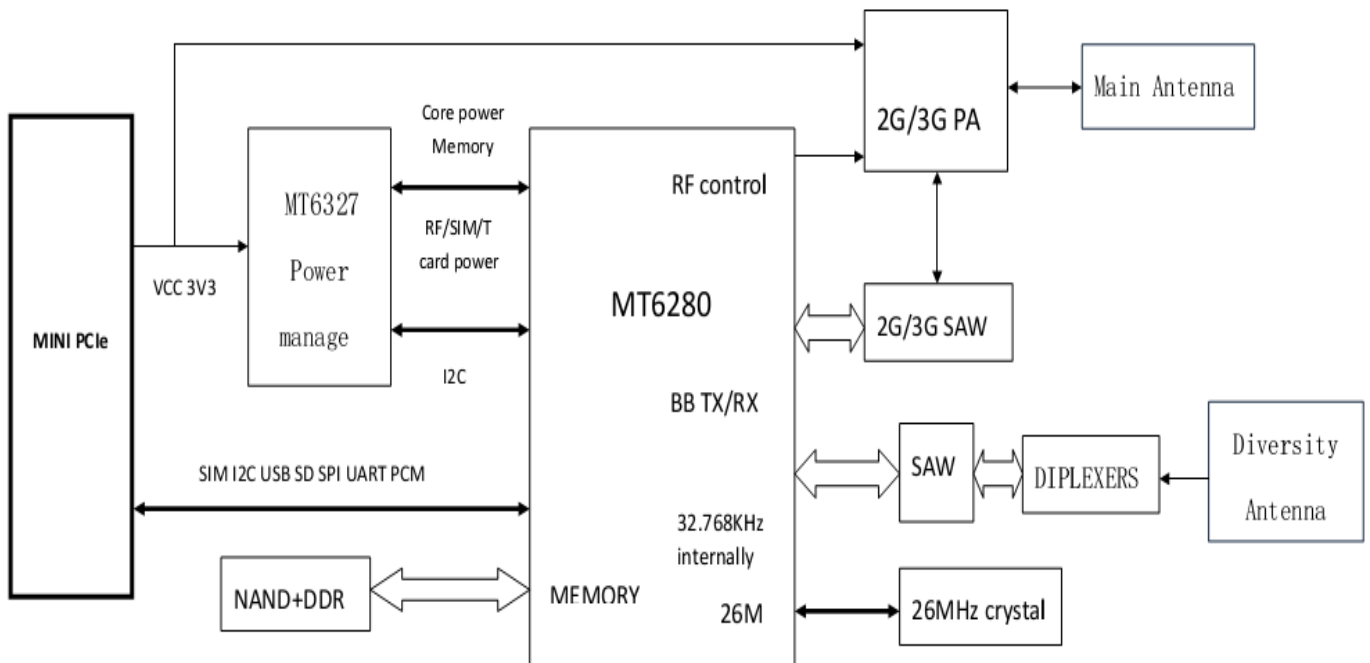 MINI PCIe
VCC 3V3
MT6327
Power
manage
Core power
Memory
RF/SIM/T
card power
I2C
SIM I2C USB SD SPI UART PCM
NAND+DDR
MT6280
RF control
BB TX/RX
32.768KHz
internally
MEMORY
26M
2G/3G PA
Main Antenna
2G/3G SAW
SAW
DIPLEXERS
Diversity
Antenna
26MHz crystal